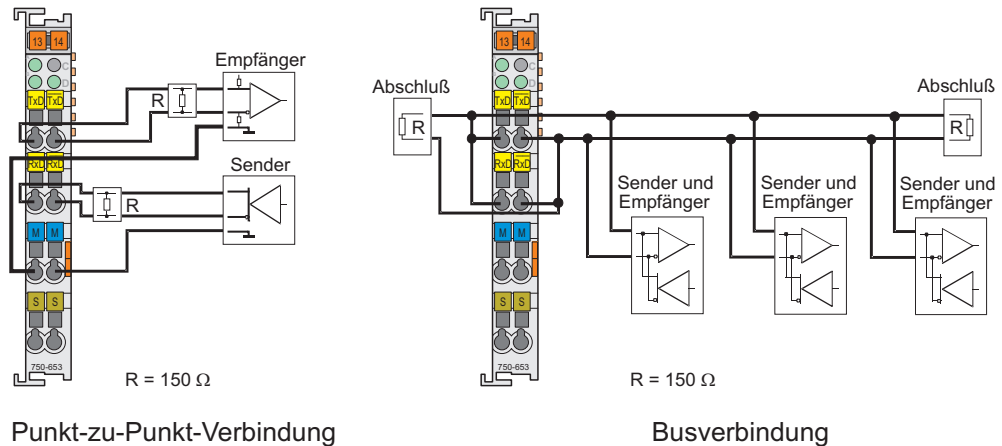 13 14
C
D
TxD TxD
RxD RxD
M M
S S
750-653
Empfänger
R
Sender
R
R = 150 Ω
Punkt-zu-Punkt-Verbindung
Abschluß
R
13 14
C
D
TxD TxD
RxD RxD
M M
S S
750-653
Abschluß
R
Sender und
Empfänger
Sender und
Empfänger
Sender und
Empfänger
R = 150 Ω
Busverbindung